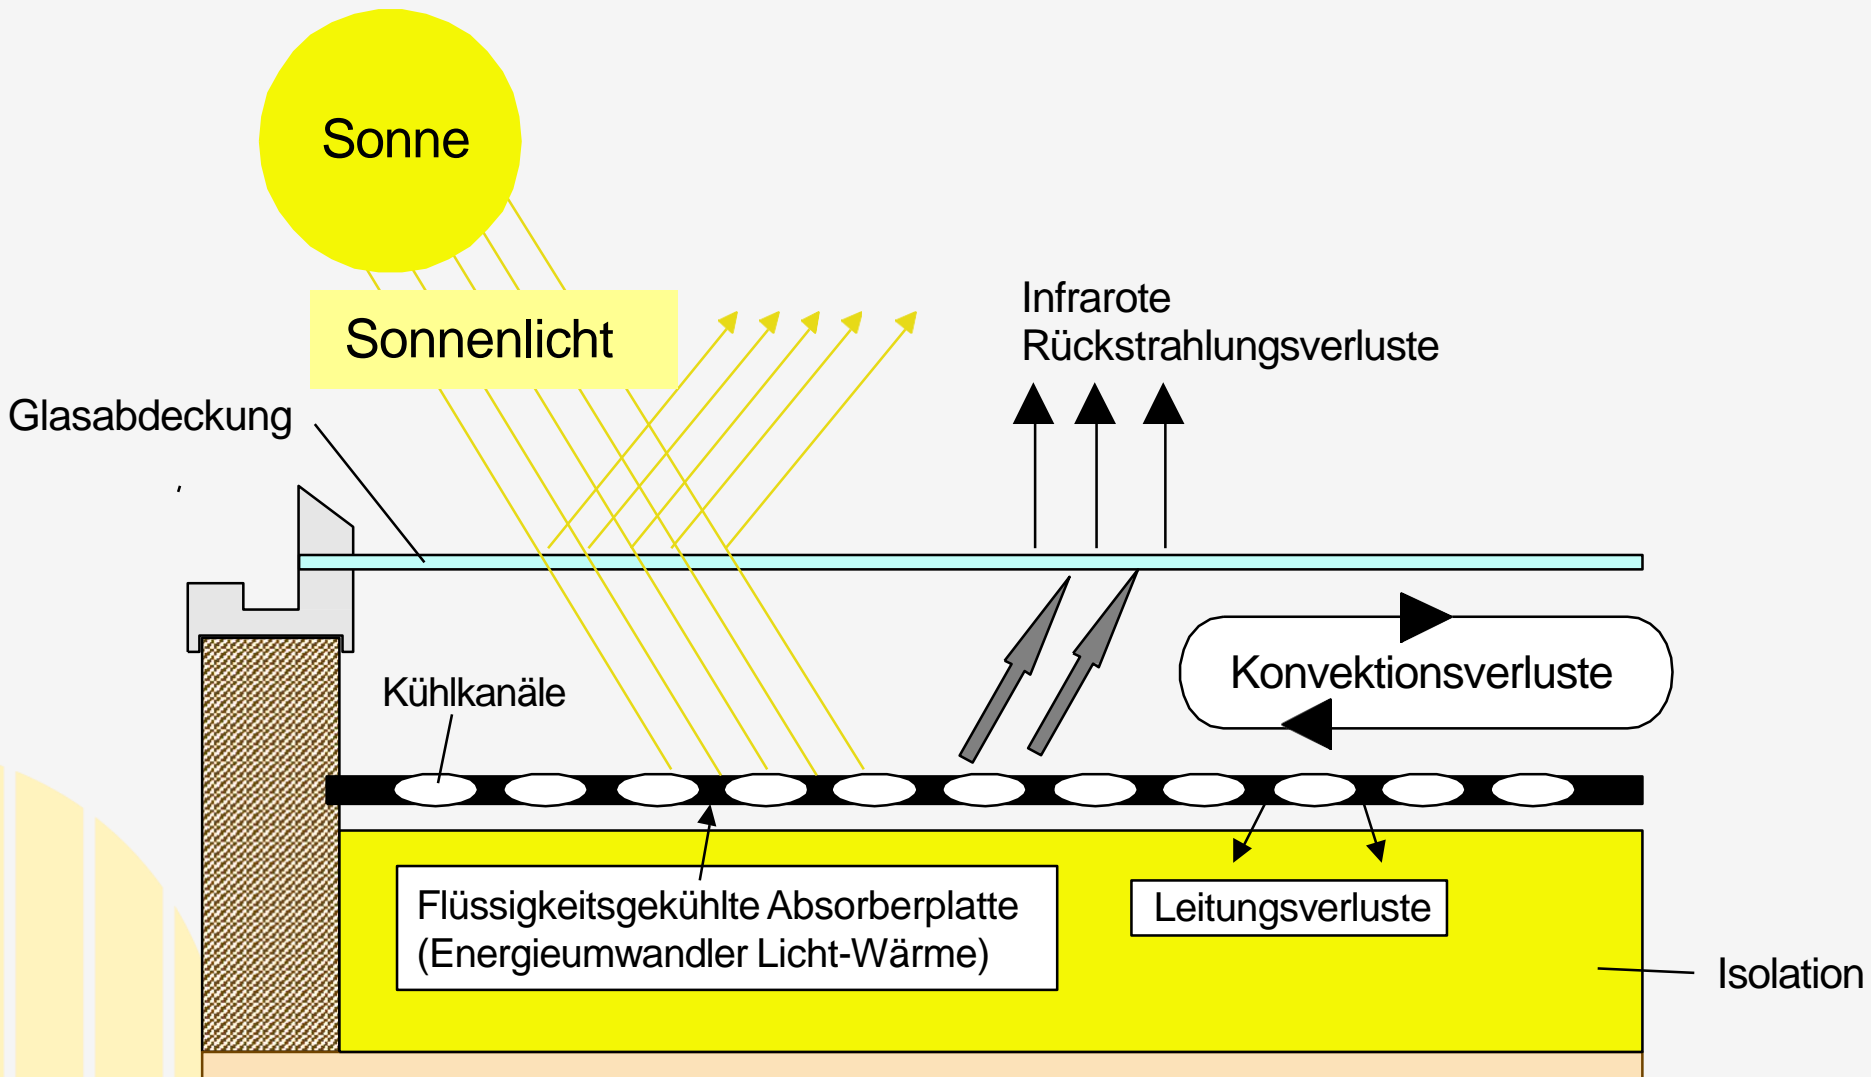 Sonne
Sonnenlicht
Infrarote
Rückstrahlungsverluste
Glasabdeckung
Konvektionsverluste
Kühlkanäle
Flüssigkeitsgekühlte Absorberplatte
(Energieumwandler Licht-Wärme)
Leitungsverluste
Isolation